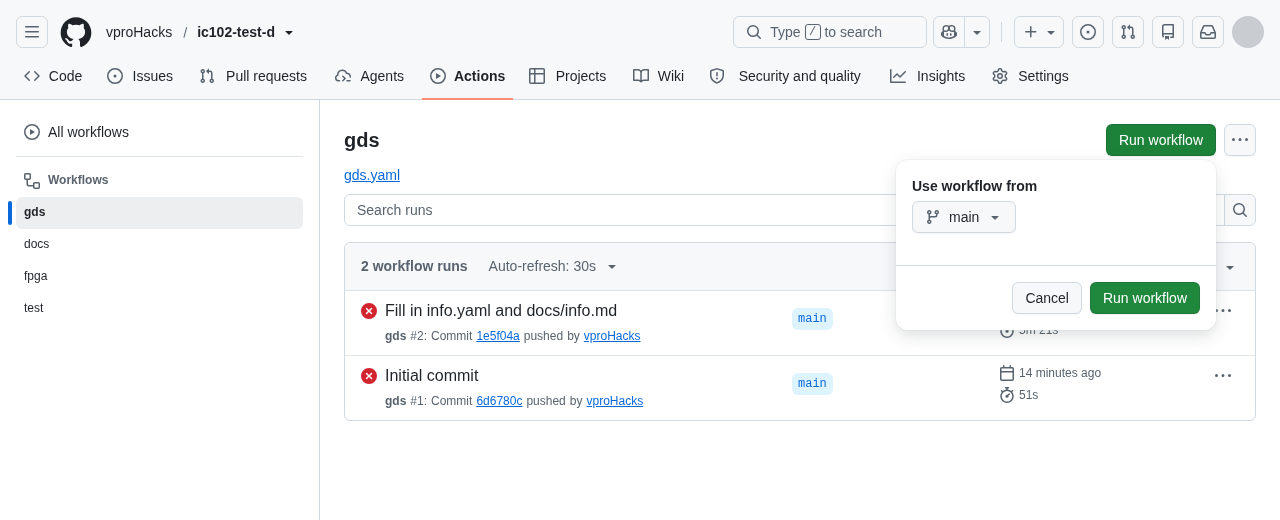 vproHacks / ic102-test-d
Type / to search
Code Issues Pull requests Agents Actions Projects Wiki Security and quality Insights Settings
All workflows
Workflows
gds
docs
fpga
test
gds
Run workflow
gds.yaml
Use workflow from
main
Search runs
2 workflow runs Auto-refresh: 30s
Cancel Run workflow
Fill in info.yaml and docs/info.md
main
gds #2: Commit 1e5f04a pushed by vproHacks
5m 21s
Initial commit
main
14 minutes ago
gds #1: Commit 6d6780c pushed by vproHacks
51s